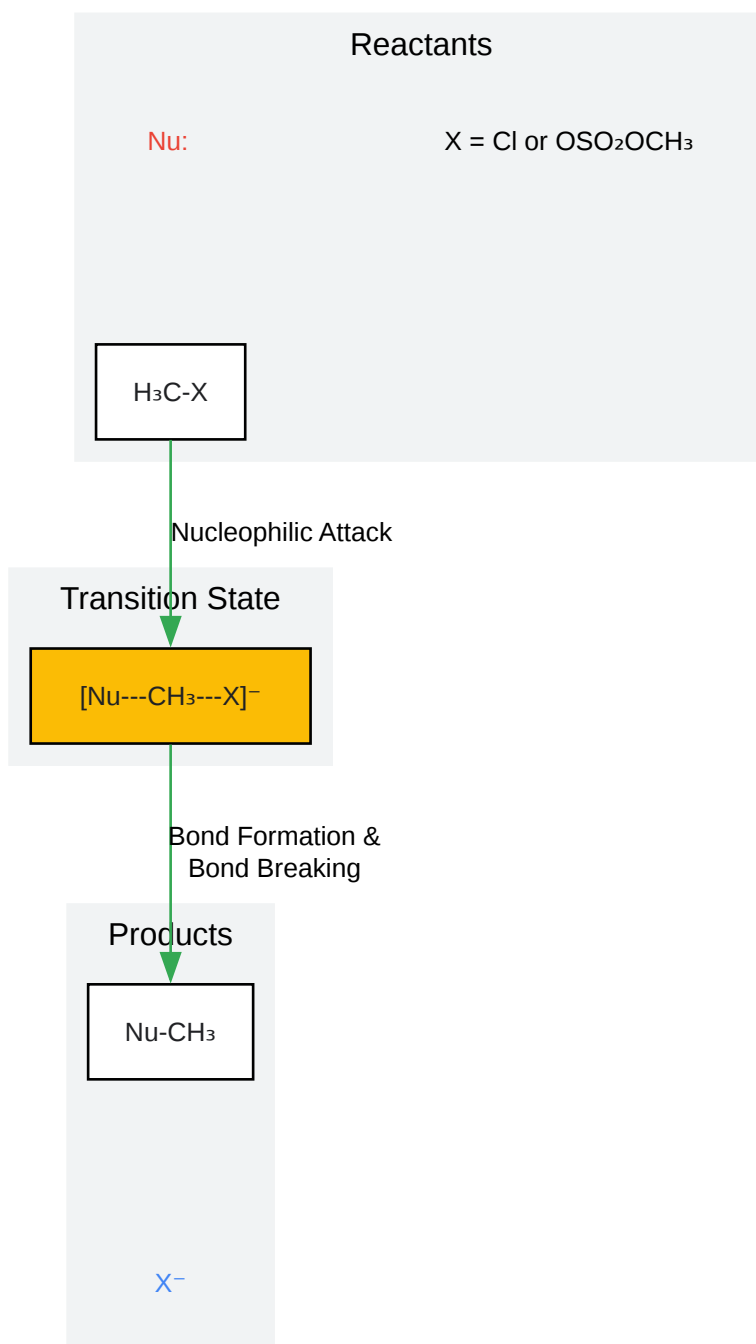 Reactants
Nu:
X = Cl or OSO₂OCH₃
H₃C-X
Nucleophilic Attack
Transition State
[Nu---CH₃---X]⁻
Bond Formation &
Bond Breaking
Products
Nu-CH₃
X⁻